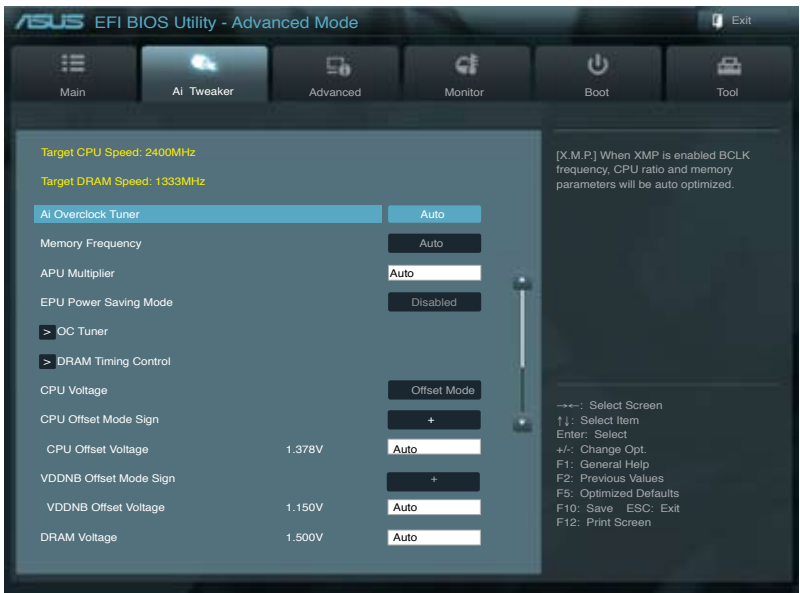 ASUS EFI BIOS Utility - Advanced Mode
Exit
Main
Ai Tweaker
Advanced
Monitor
Boot
Tool
Target CPU Speed: 2400MHz
Target DRAM Speed: 1333MHz
Ai Overclock Tuner Auto
Memory Frequency Auto
APU Multiplier Auto
EPU Power Saving Mode Disabled
> OC Tuner
> DRAM Timing Control
CPU Voltage Offset Mode
CPU Offset Mode Sign +
CPU Offset Voltage 1.378V Auto
VDDNB Offset Mode Sign +
VDDNB Offset Voltage 1.150V Auto
DRAM Voltage 1.500V Auto
[X.M.P.] When XMP is enabled BCLK
frequency, CPU ratio and memory
parameters will be auto optimized.
→←: Select Screen
↑↓: Select Item
Enter: Select
+/-: Change Opt.
F1: General Help
F2: Previous Values
F5: Optimized Defaults
F10: Save ESC: Exit
F12: Print Screen